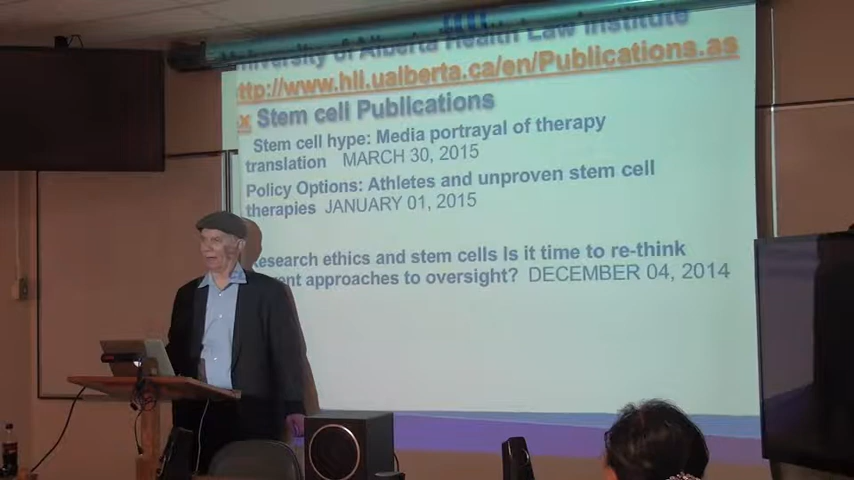 University of Alberta Health Law Institute
ttp://www.hli.ualberta.ca/en/Publications.as
x Stem cell Publications
Stem cell hype: Media portrayal of therapy
translation MARCH 30, 2015
Policy Options: Athletes and unproven stem cell
therapies JANUARY 01, 2015
Research ethics and stem cells Is it time to re-think
ent approaches to oversight? DECEMBER 04, 2014